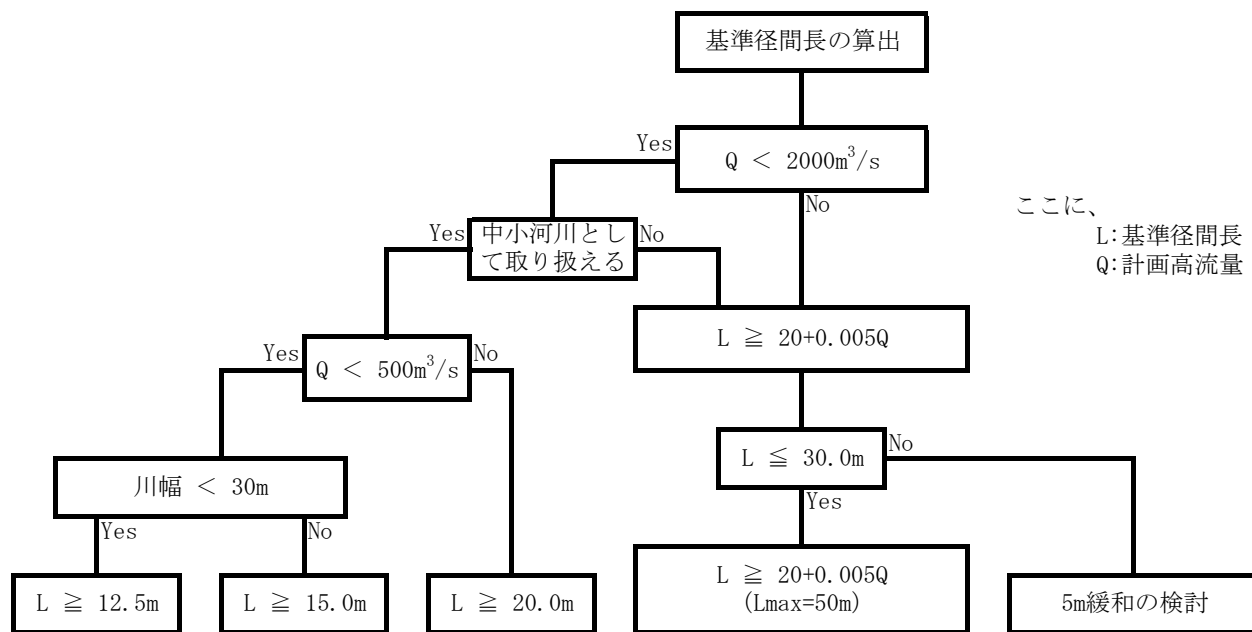 基準径間長の算出
Yes
Q < 2000m³/s
No
ここに、
L:基準径間長
Q:計画高流量
Yes
中小河川とし
て取り扱える
No
L ≧ 20+0.005Q
Yes
Q < 500m³/s
No
L ≦ 30.0m
No
Yes
川幅 < 30m
Yes
No
L ≧ 12.5m
L ≧ 15.0m
L ≧ 20.0m
L ≧ 20+0.005Q
(Lmax=50m)
5m緩和の検討